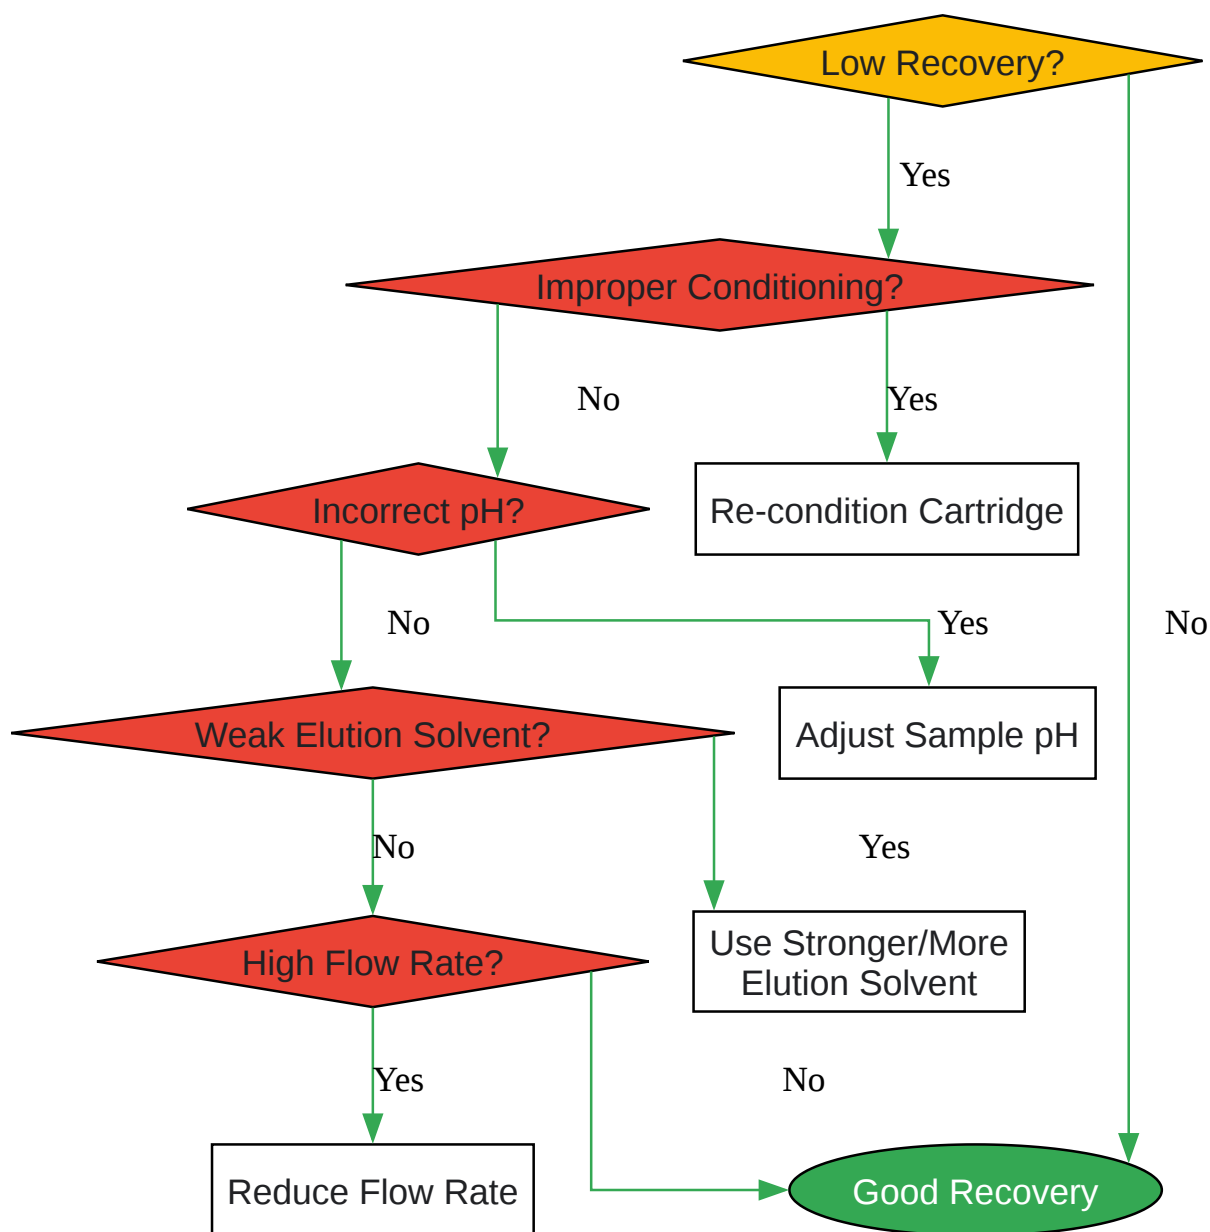 Low Recovery?
Yes
Improper Conditioning?
No
Yes
Incorrect pH?
Re-condition Cartridge
No
Yes
No
Weak Elution Solvent?
Adjust Sample pH
No
Yes
High Flow Rate?
Use Stronger/More
Elution Solvent
Yes
No
Reduce Flow Rate
Good Recovery